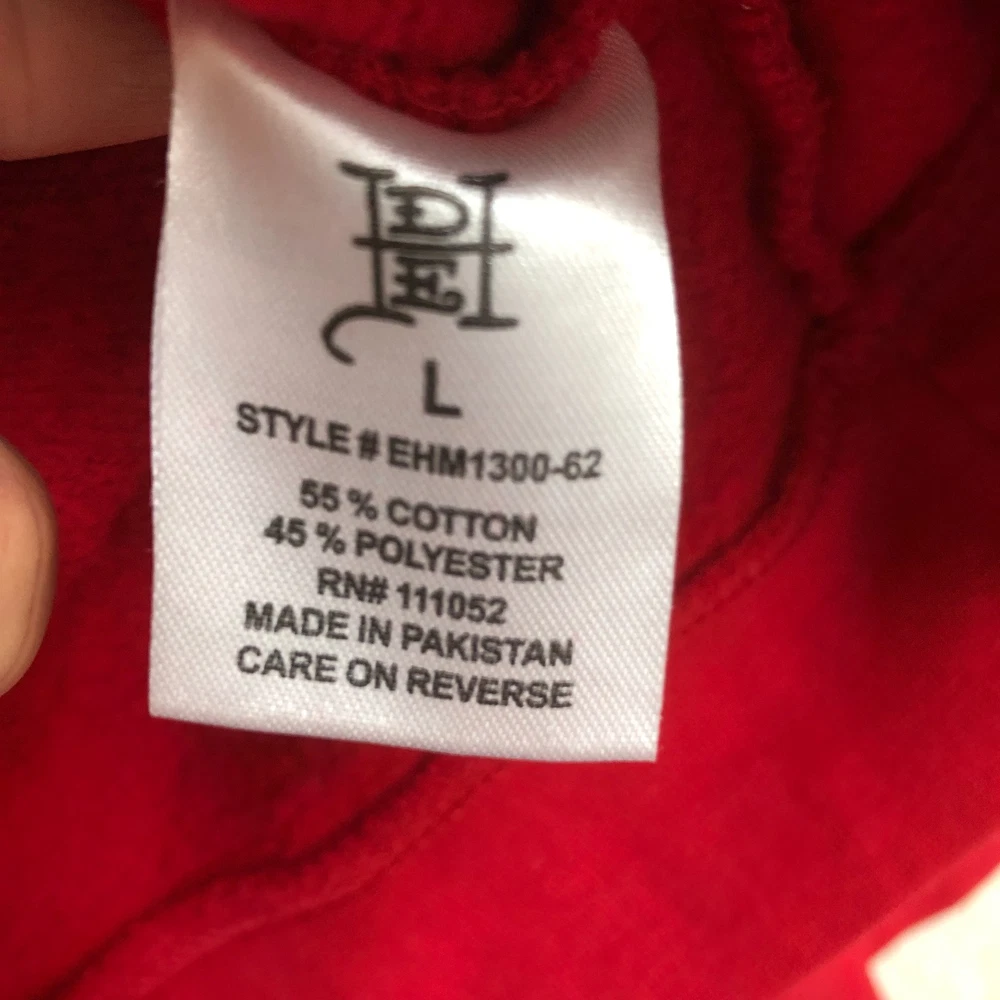 L
STYLE # EHM1300-62
55 % COTTON
45 % POLYESTER
RN# 111052
MADE IN PAKISTAN
CARE ON REVERSE